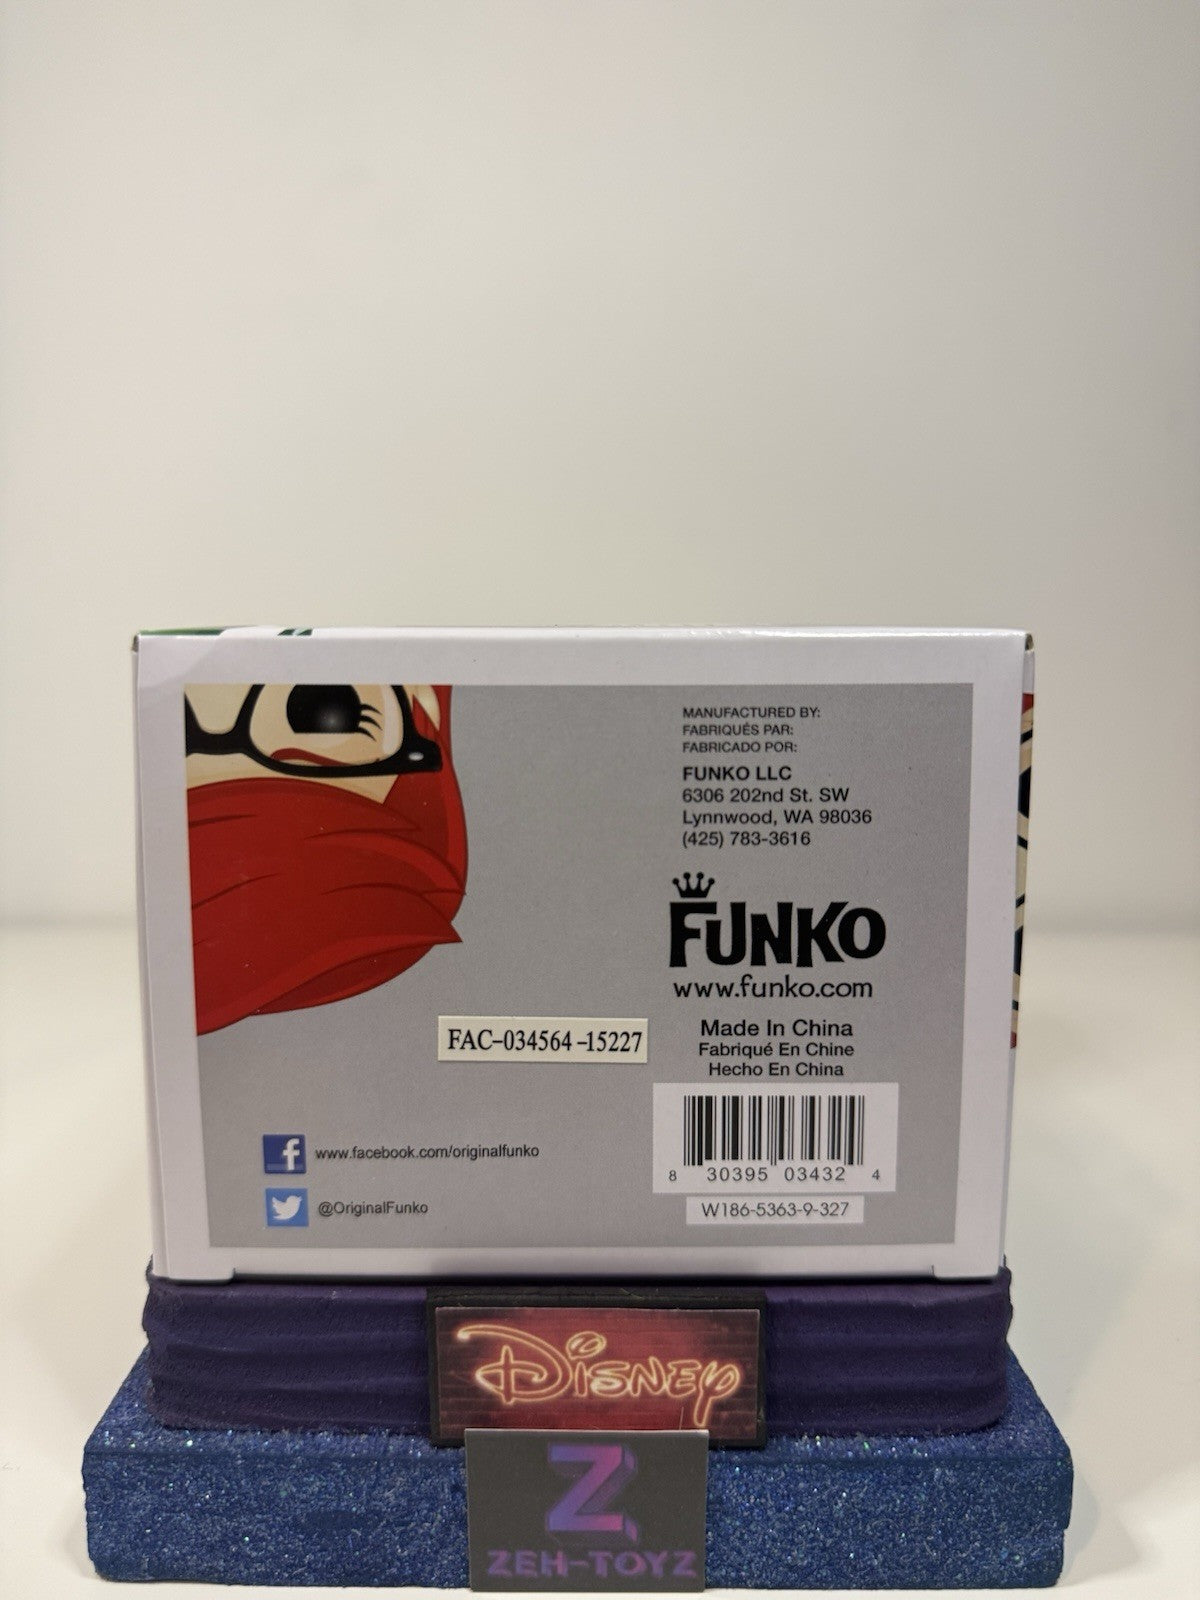 MANUFACTURED BY:
FABRIQUÉS PAR:
FABRICADO POR:
FUNKO LLC
6306 202nd St. SW
Lynnwood, WA 98036
(425) 783-3616
FUNKO
www.funko.com
Made In China
Fabriqué En Chine
Hecho En China
FAC-034564-15227
8 30395 03432 4
W186-5363-9-327
f www.facebook.com/originalfunko
@OriginalFunko
Disney
Z
ZEH-TOYZ